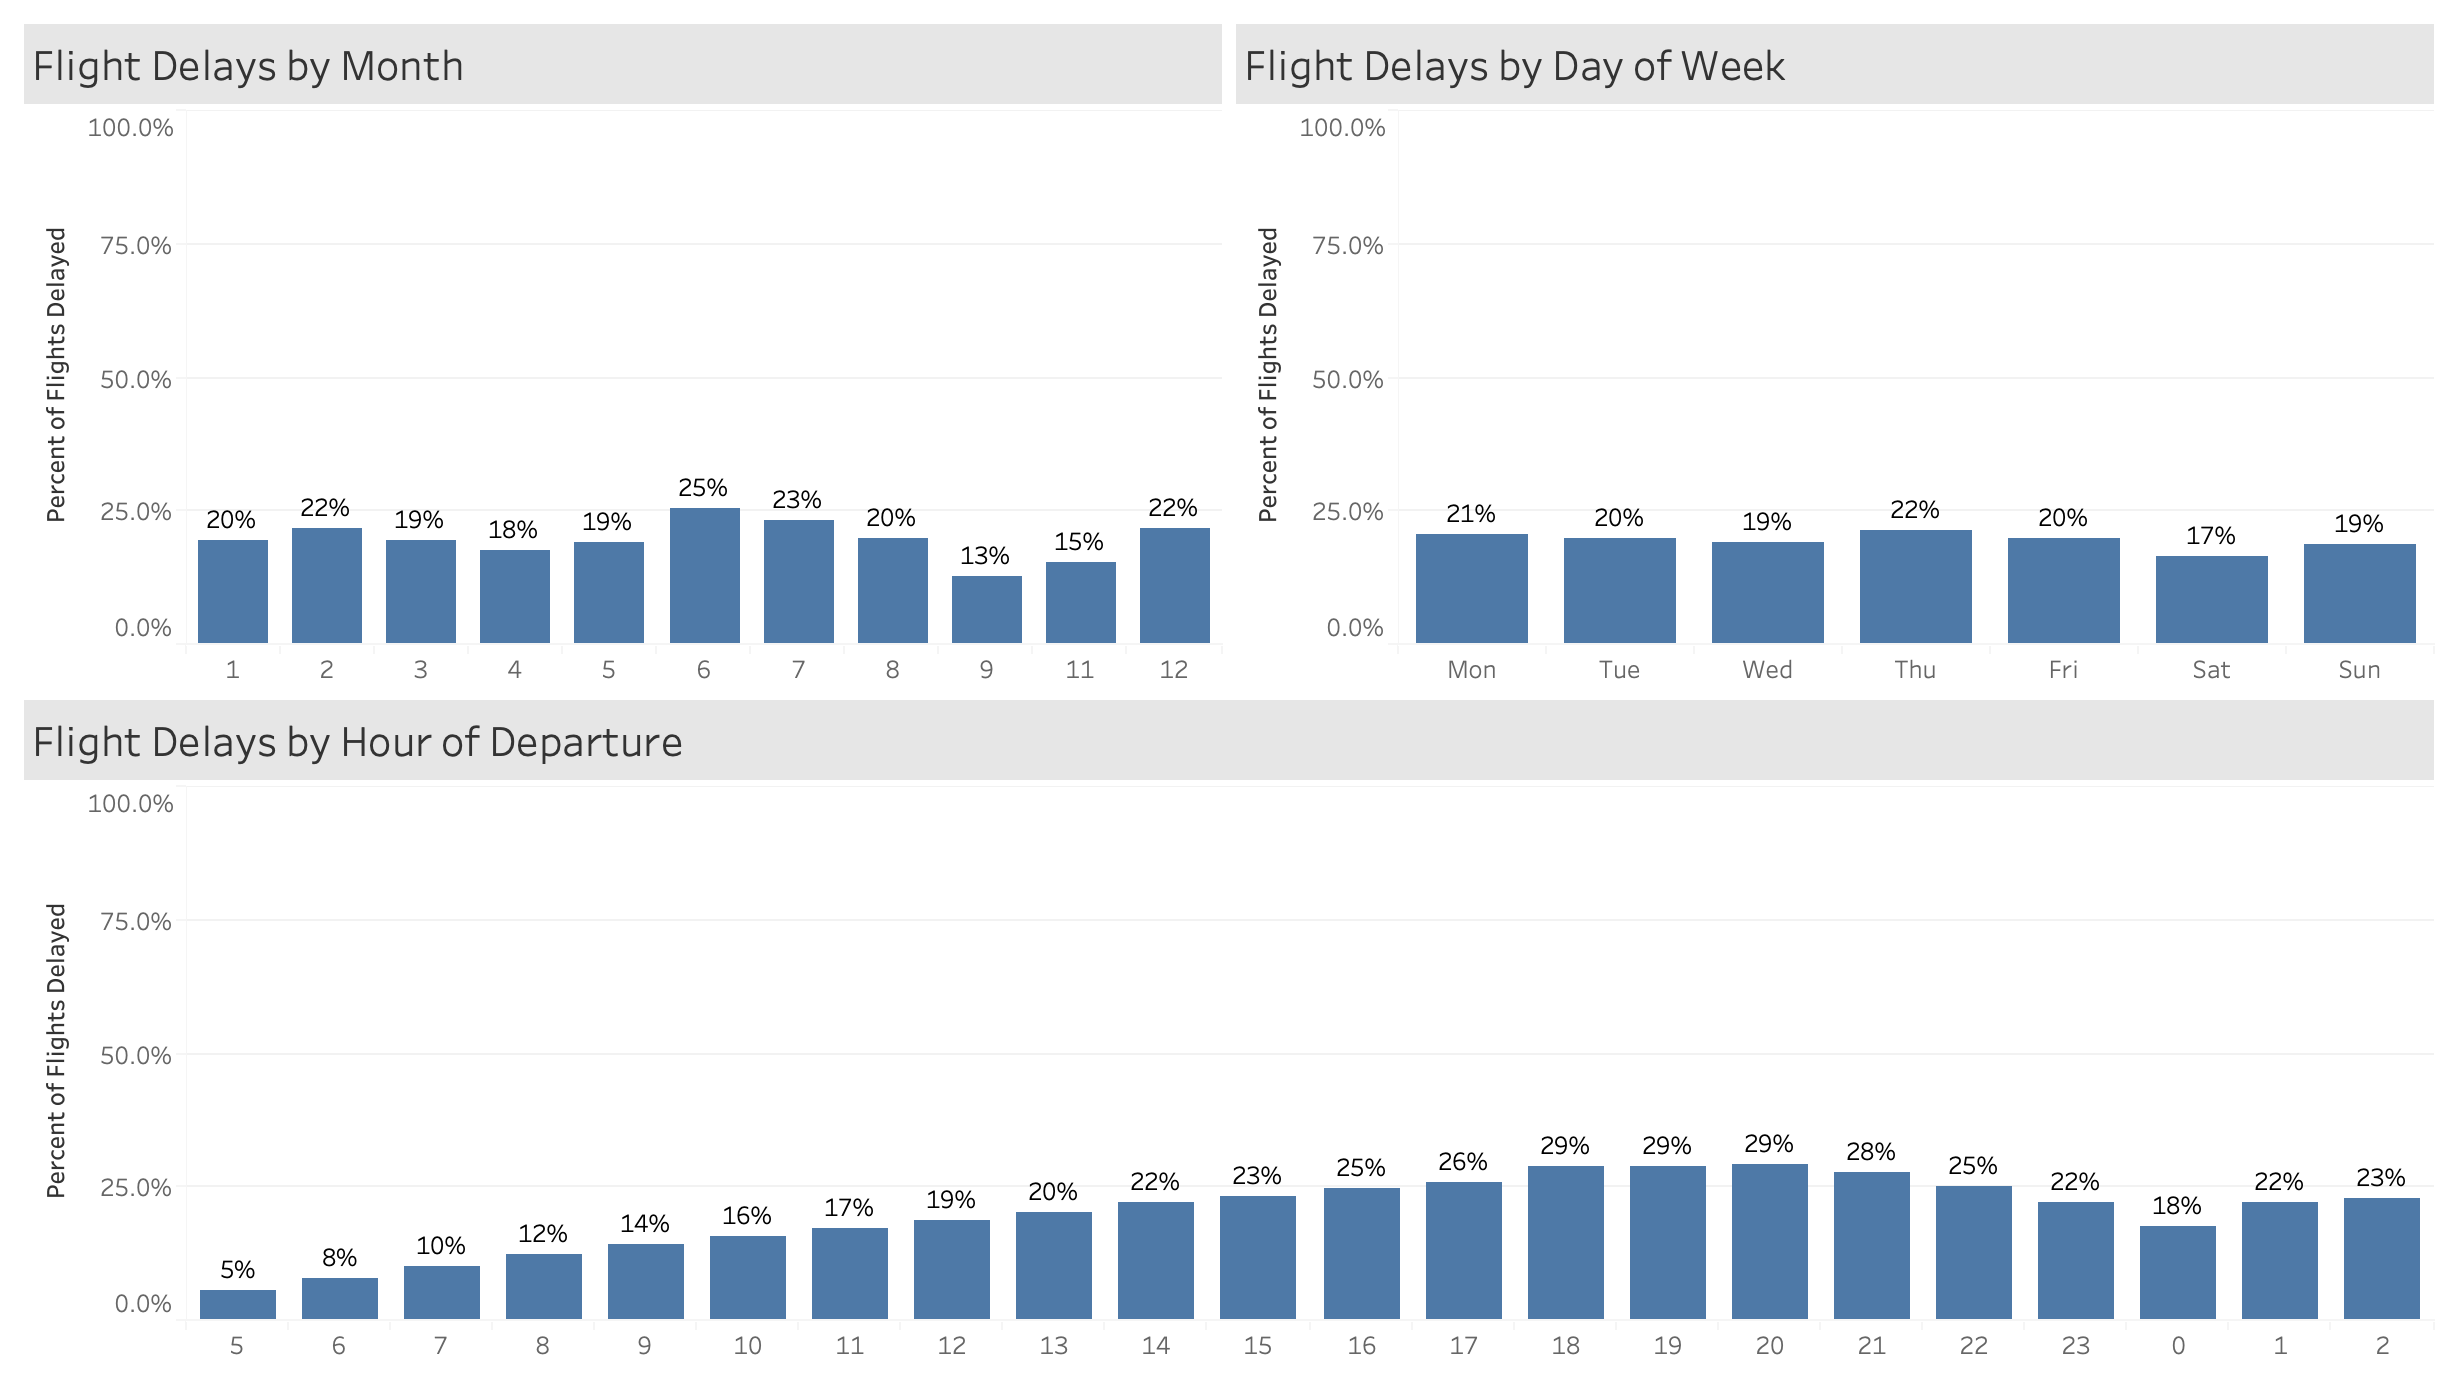 Flight Delays by Month
Percent of Flights Delayed
100.0%
75.0%
50.0%
25.0%
0.0%
20% 22% 19% 18% 19% 25% 23% 20% 13% 15% 22%
1 2 3 4 5 6 7 8 9 11 12
Flight Delays by Day of Week
Percent of Flights Delayed
100.0%
75.0%
50.0%
25.0%
0.0%
21% 20% 19% 22% 20% 17% 19%
Mon Tue Wed Thu Fri Sat Sun
Flight Delays by Hour of Departure
Percent of Flights Delayed
100.0%
75.0%
50.0%
25.0%
0.0%
5% 8% 10% 12% 14% 16% 17% 19% 20% 22% 23% 25% 26% 29% 29% 29% 28% 25% 22% 18% 22% 23%
5 6 7 8 9 10 11 12 13 14 15 16 17 18 19 20 21 22 23 0 1 2